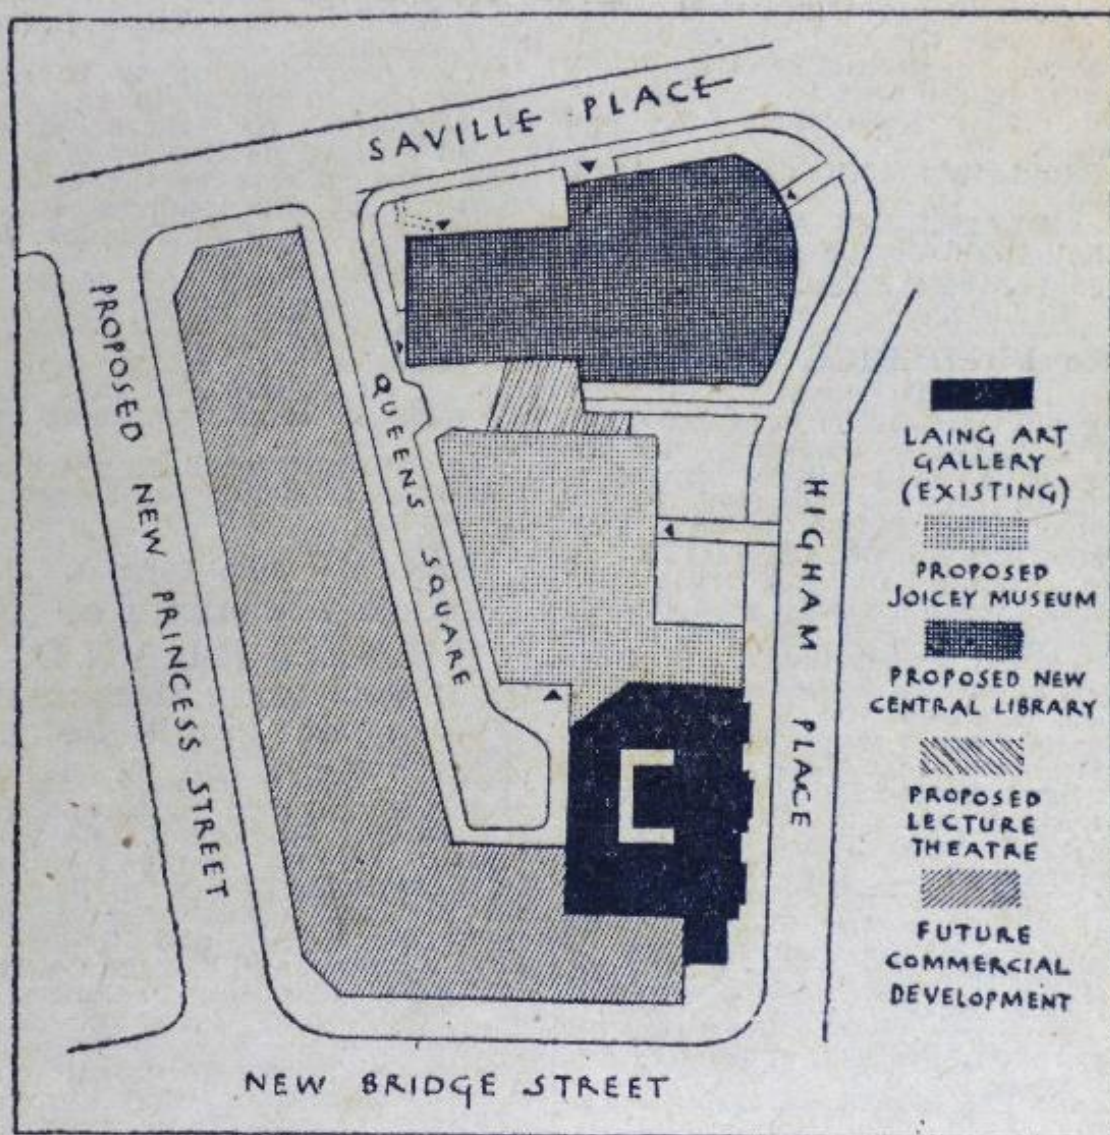 SAVILLE PLACE
PROPOSED NEW PRINCESS STREET
QUEENS SQUARE
HIGHAM PLACE
NEW BRIDGE STREET
LAING ART
GALLERY
(EXISTING)
PROPOSED
JOICEY MUSEUM
PROPOSED NEW
CENTRAL LIBRARY
PROPOSED
LECTURE
THEATRE
FUTURE
COMMERCIAL
DEVELOPMENT